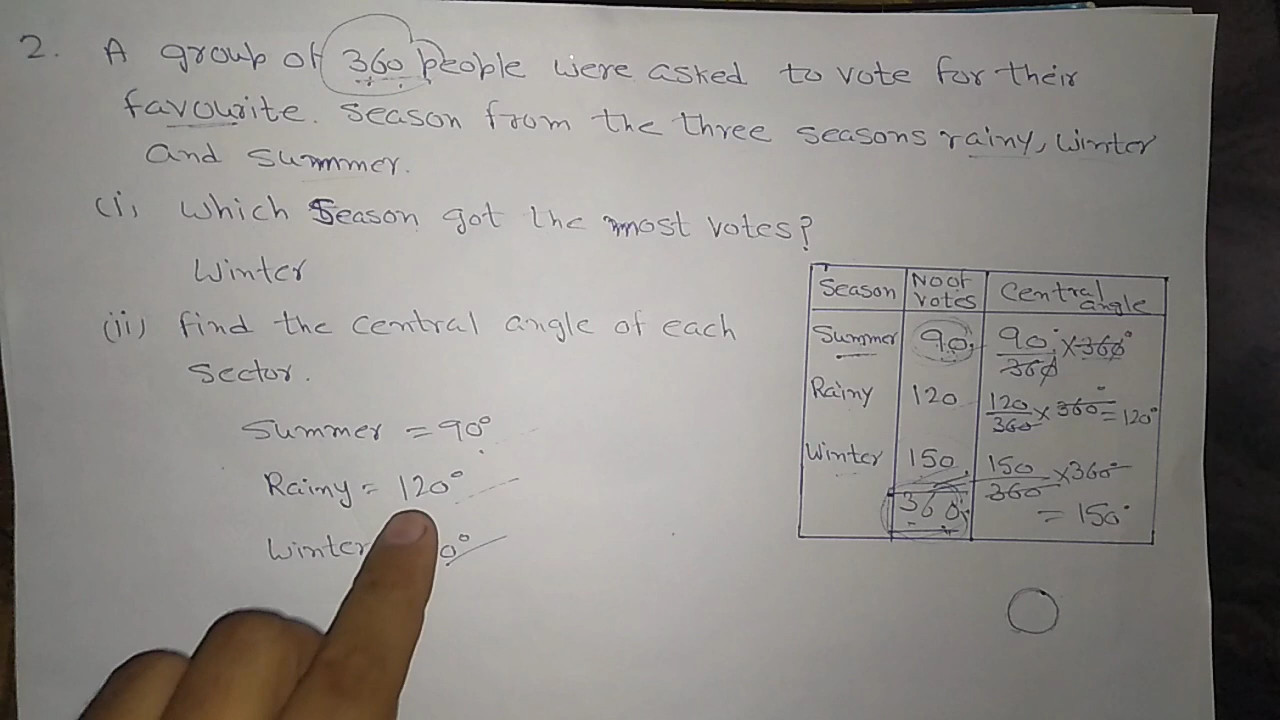 2. A group of 360 people were asked to vote for their
favourite. Season from the three seasons rainy, winter
and summer.
(i) Which Season got the most votes?
Winter
(ii) find the central angle of each
Sector.
Summer = 90°
Rainy = 120°
Winter 0°
Season No of votes Central angle
Summer 90 90/360 × 360°
Rainy 120 120/360 × 360 = 120°
Winter 150 150/360 × 360°
360 = 150°